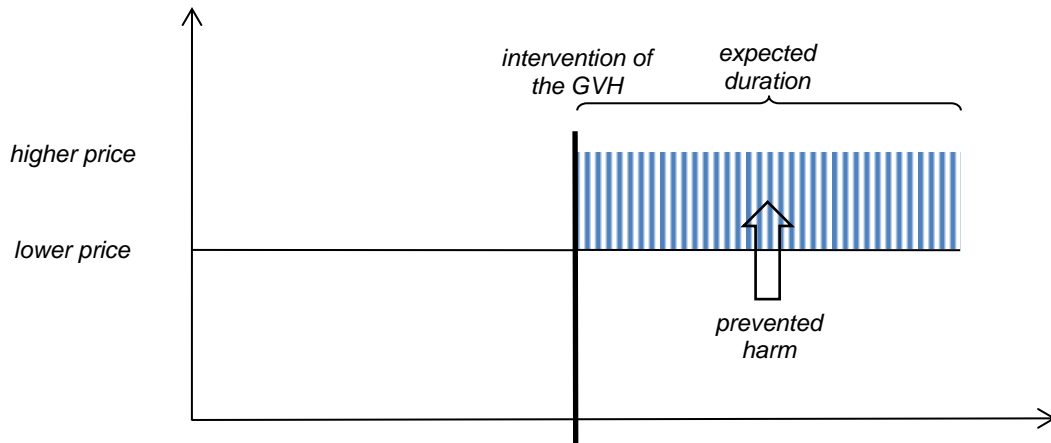 intervention of
the GVH
expected
duration
higher price
lower price
prevented
harm